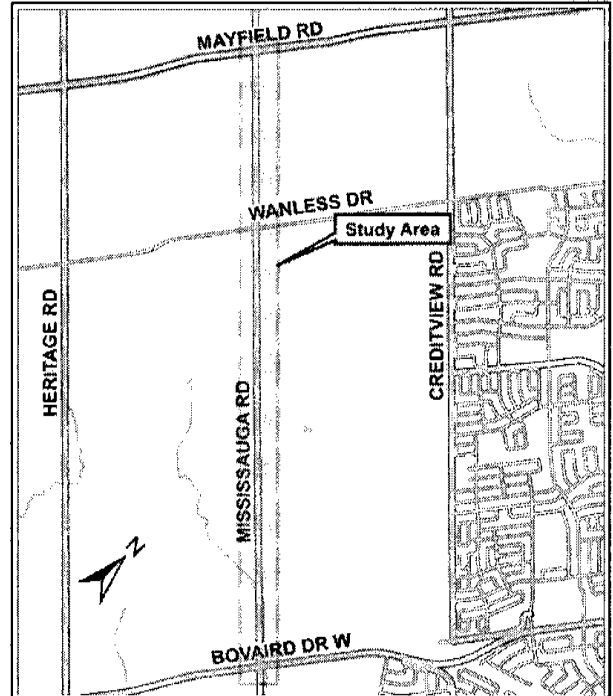 MAYFIELD RD
WANLESS DR
Study Area
HERITAGE RD
MISSISSAUGA RD
CREDITVIEW RD
N
BOVAIRD DR W